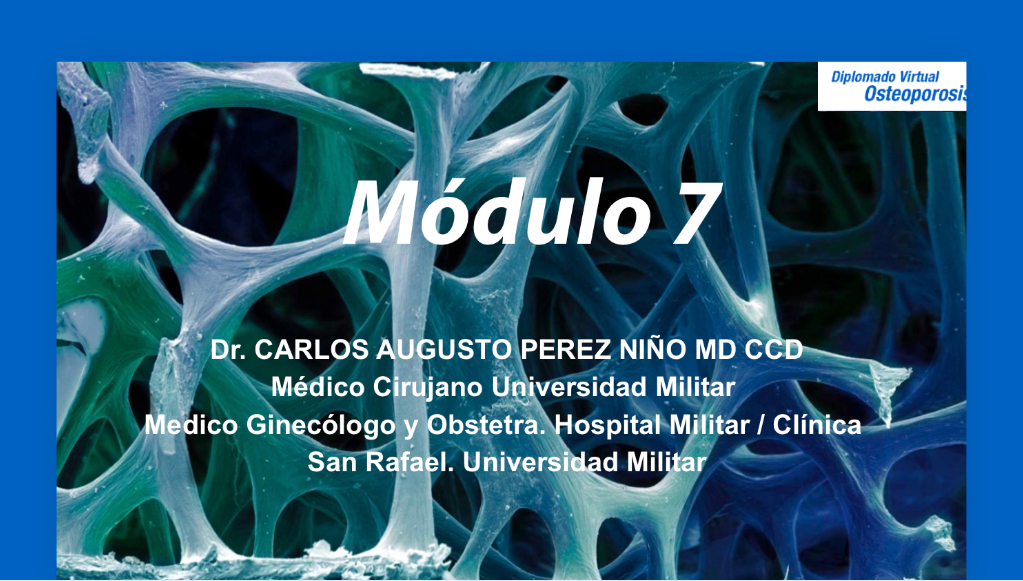 Diplomado Virtual
Osteoporosis
Módulo 7
Dr. CARLOS AUGUSTO PEREZ NIÑO MD CCD
Médico Cirujano Universidad Militar
Medico Ginecólogo y Obstetra. Hospital Militar / Clínica
San Rafael. Universidad Militar